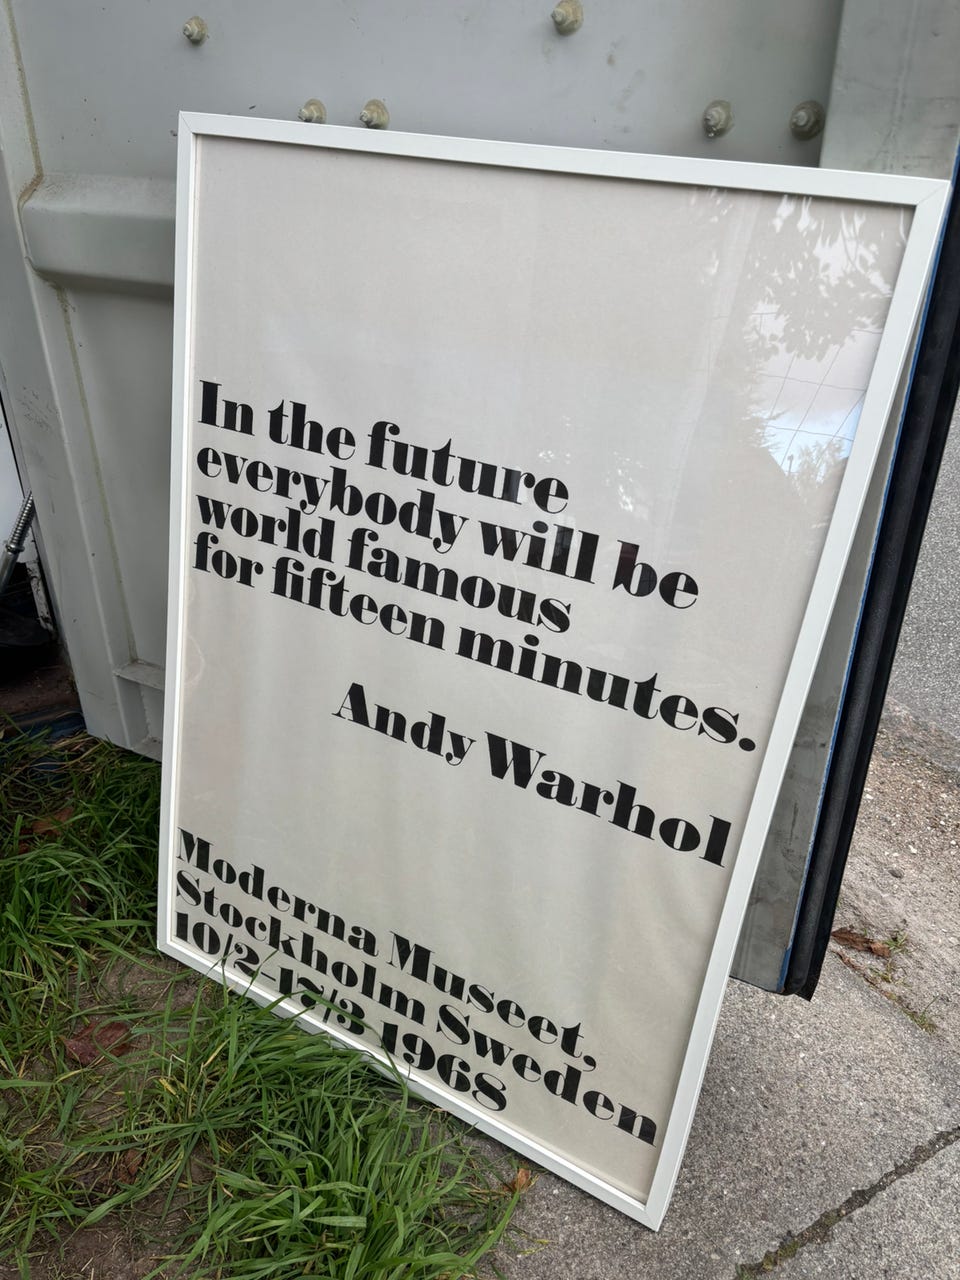 In the future
everybody will be
world famous
for fifteen minutes.
Andy Warhol
Moderna Museet,
Stockholm Sweden
10/2-17/3 1968